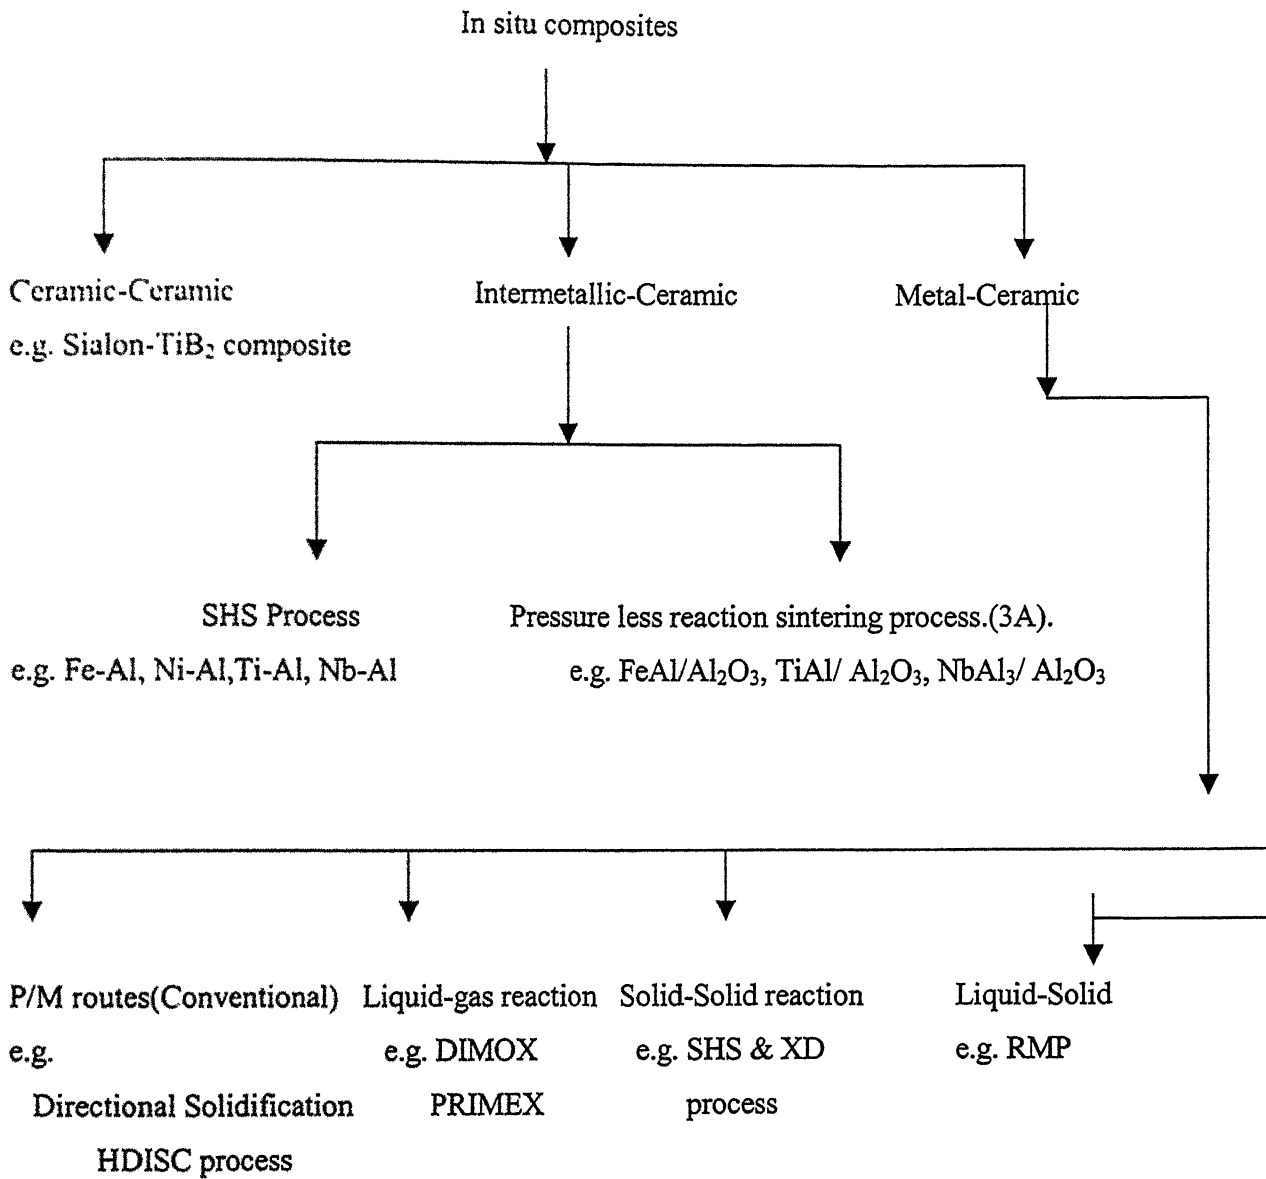 In situ composites
Ceramic-Ceramic
e.g. Sialon-TiB₂ composite
Intermetallic-Ceramic
Metal-Ceramic
SHS Process
e.g. Fe-Al, Ni-Al,Ti-Al, Nb-Al
Pressure less reaction sintering process.(3A).
e.g. FeAl/Al₂O₃, TiAl/ Al₂O₃, NbAl₃/ Al₂O₃
P/M routes(Conventional)
e.g.
Directional Solidification
HDISC process
Liquid-gas reaction
e.g. DIMOX
PRIMEX
Solid-Solid reaction
e.g. SHS & XD
process
Liquid-Solid
e.g. RMP